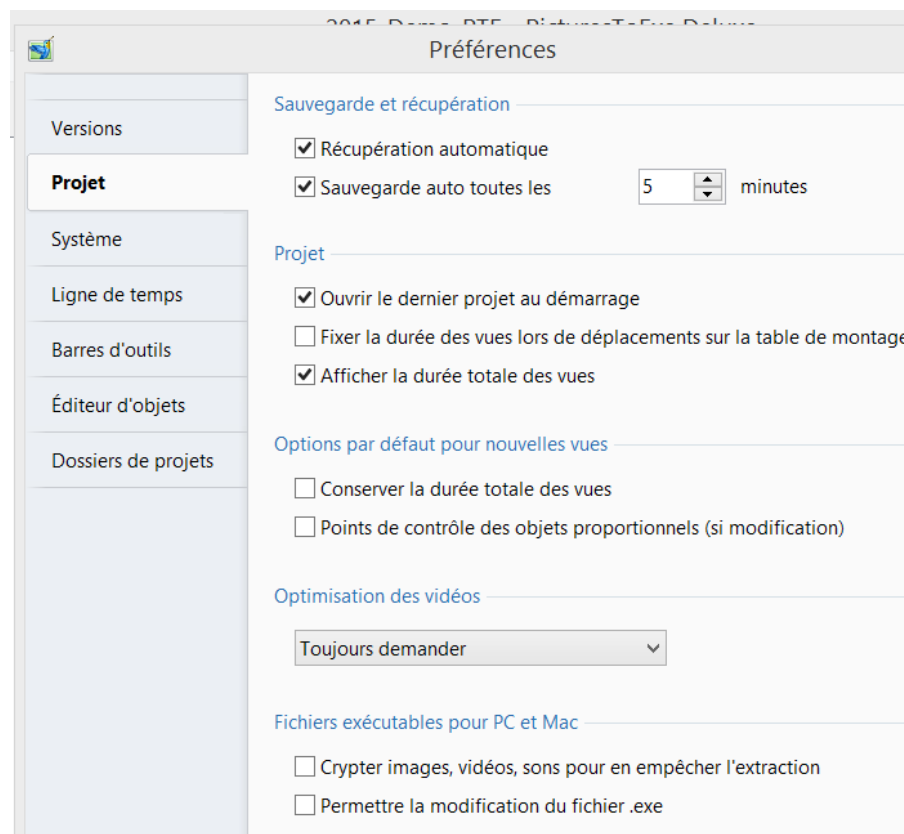 Préférences
Versions
Projet
Système
Ligne de temps
Barres d'outils
Éditeur d'objets
Dossiers de projets
Sauvegarde et récupération
Récupération automatique
Sauvegarde auto toutes les 5 minutes
Projet
Ouvrir le dernier projet au démarrage
Fixer la durée des vues lors de déplacements sur la table de montage
Afficher la durée totale des vues
Options par défaut pour nouvelles vues
Conserver la durée totale des vues
Points de contrôle des objets proportionnels (si modification)
Optimisation des vidéos
Toujours demander
Fichiers exécutables pour PC et Mac
Crypter images, vidéos, sons pour en empêcher l'extraction
Permettre la modification du fichier .exe